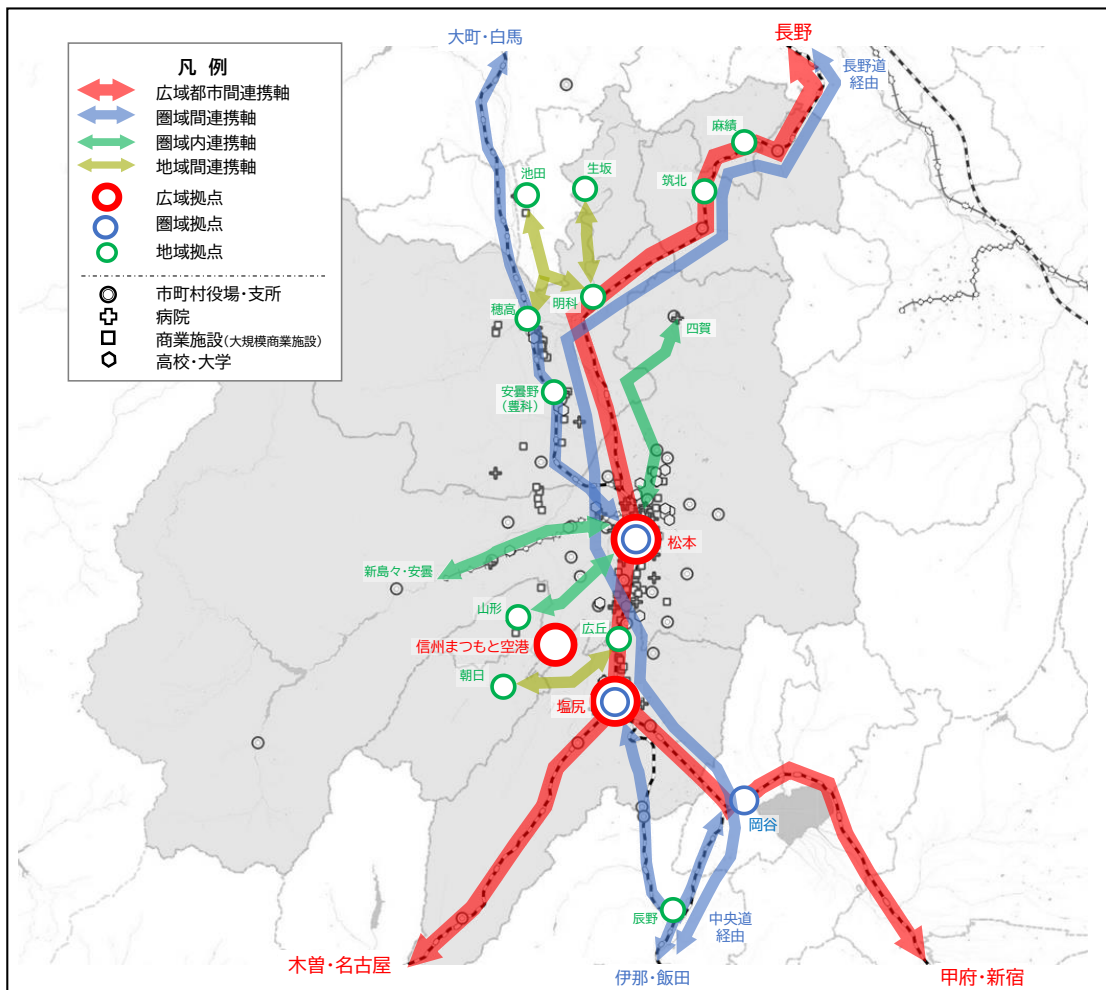 大町・白馬
長野
長野道
経由
凡 例
広域都市間連携軸
圏域間連携軸
圏域内連携軸
地域間連携軸
広域拠点
圏域拠点
地域拠点
市町村役場・支所
病院
商業施設(大規模商業施設)
高校・大学
麻績
生坂
池田
筑北
明科
穂高
四賀
安曇野
(豊科)
松本
新島々・安曇
山形
広丘
信州まつもと空港
朝日
塩尻
岡谷
辰野
中央道
経由
木曽・名古屋
伊那・飯田
甲府・新宿